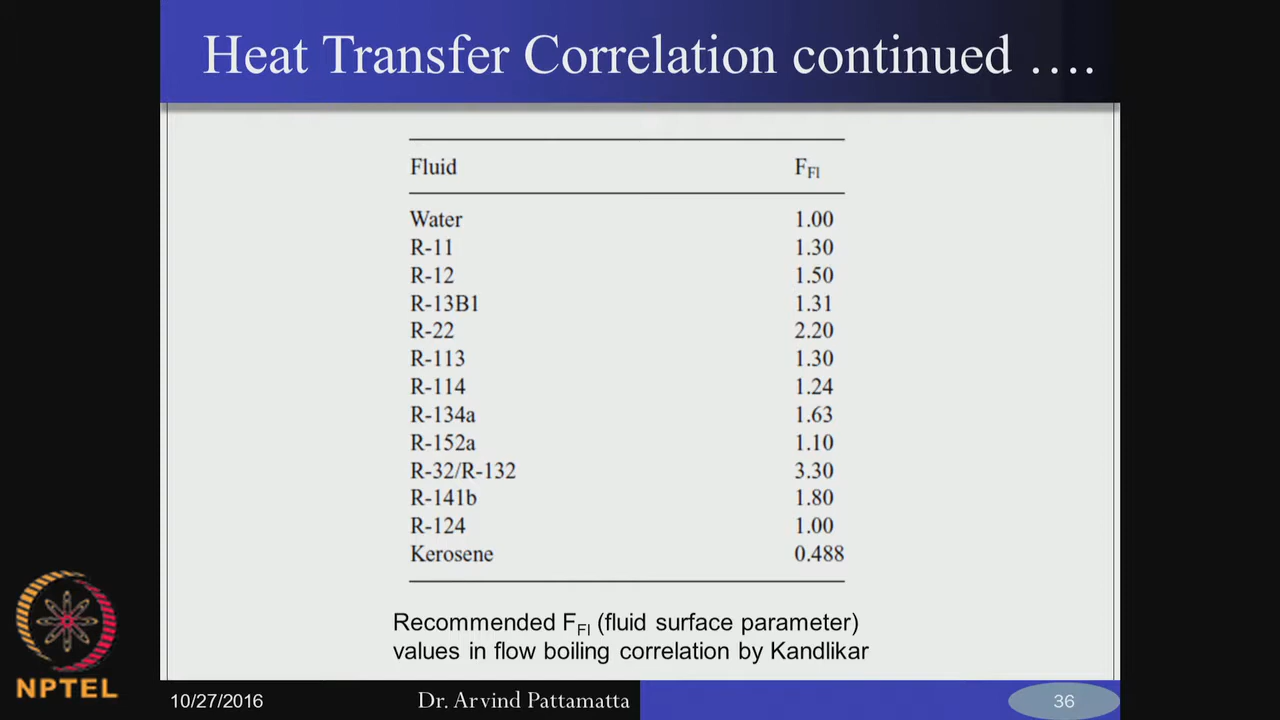 Heat Transfer Correlation continued ….
Fluid F_Fl
Water 1.00
R-11 1.30
R-12 1.50
R-13B1 1.31
R-22 2.20
R-113 1.30
R-114 1.24
R-134a 1.63
R-152a 1.10
R-32/R-132 3.30
R-141b 1.80
R-124 1.00
Kerosene 0.488
Recommended F_Fl (fluid surface parameter)
values in flow boiling correlation by Kandlikar
NPTEL
10/27/2016 Dr. Arvind Pattamatta 36